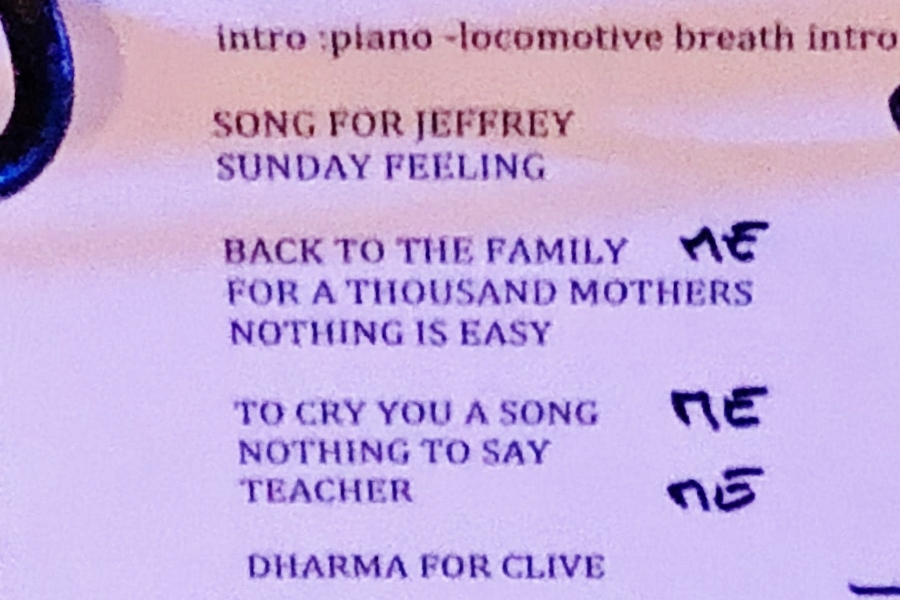 intro :piano -locomotive breath intro
SONG FOR JEFFREY
SUNDAY FEELING
BACK TO THE FAMILY ME
FOR A THOUSAND MOTHERS
NOTHING IS EASY
TO CRY YOU A SONG ME
NOTHING TO SAY
TEACHER ME
DHARMA FOR CLIVE